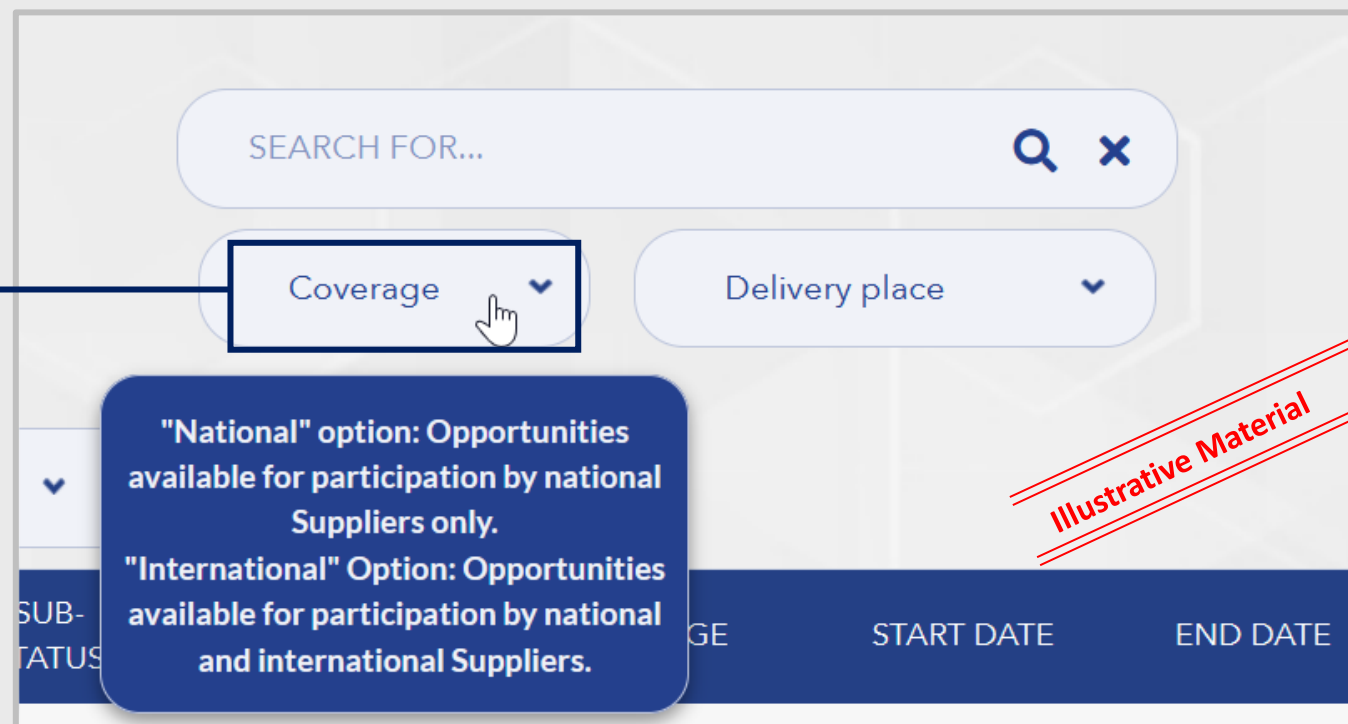 SEARCH FOR...
Coverage
Delivery place
"National" option: Opportunities
available for participation by national
Suppliers only.
"International" Option: Opportunities
available for participation by national
and international Suppliers.
Illustrative Material
SUB-
TATUS
GE
START DATE
END DATE